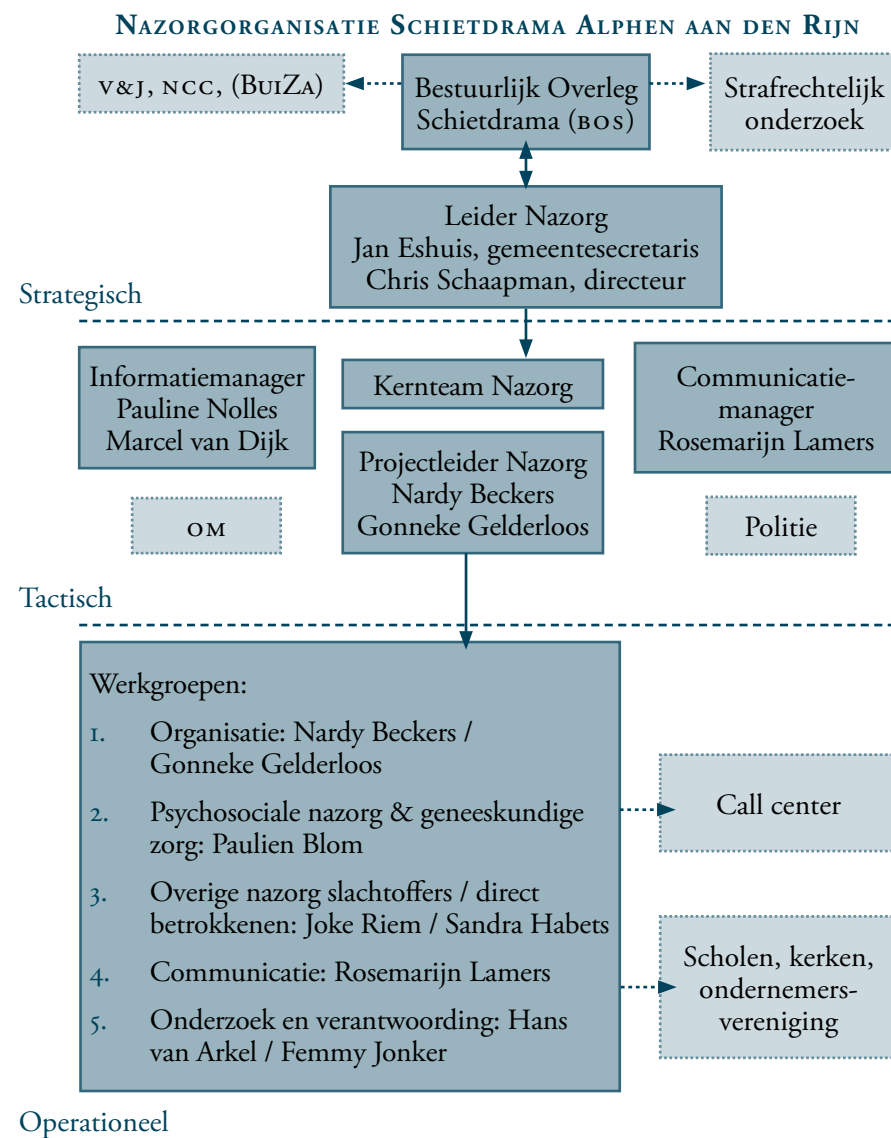 Nazorgorganisatie Schietdrama Alphen aan den Rijn
V&J, NCC, (BuiZa)
Bestuurlijk Overleg
Schietdrama (BOS)
Strafrechtelijk
onderzoek
Leider Nazorg
Jan Eshuis, gemeentesecretaris
Chris Schaapman, directeur
Strategisch
Informatiemanager
Pauline Nolles
Marcel van Dijk
Kernteam Nazorg
Communicatie-
manager
Rosemarijn Lamers
Projectleider Nazorg
Nardy Beckers
Gonneke Gelderloos
OM
Politie
Tactisch
Werkgroepen:
1. Organisatie: Nardy Beckers /
Gonneke Gelderloos
2. Psychosociale nazorg & geneeskundige
zorg: Paulien Blom
3. Overige nazorg slachtoffers / direct
betrokkenen: Joke Riem / Sandra Habets
4. Communicatie: Rosemarijn Lamers
5. Onderzoek en verantwoording: Hans
van Arkel / Femmy Jonker
Call center
Scholen, kerken,
ondernemers-
vereniging
Operationeel